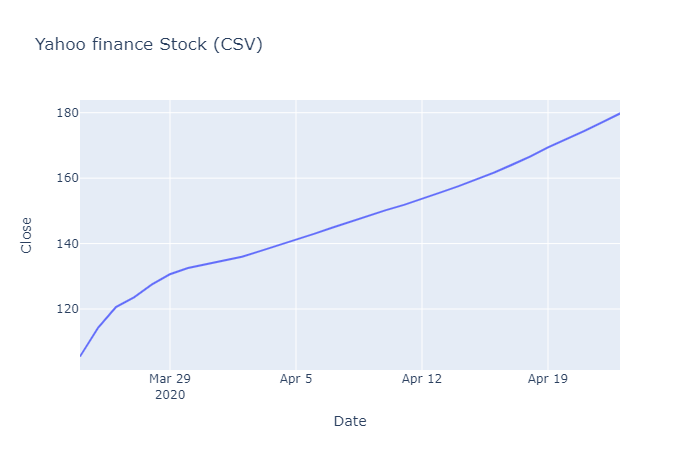 Yahoo finance Stock (CSV)
180
160
140
120
Close
Mar 29
2020
Apr 5
Apr 12
Apr 19
Date